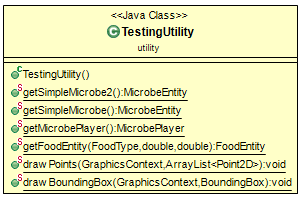 <<Java Class>>
C TestingUtility
utility
C TestingUtility()
S getSimpleMicrobe2():MicrobeEntity
S getSimpleMicrobe():MicrobeEntity
S getMicrobePlayer():MicrobePlayer
S getFoodEntity(FoodType,double,double):FoodEntity
S drawPoints(GraphicsContext,ArrayList<Point2D>):void
S drawBoundingBox(GraphicsContext,BoundingBox):void